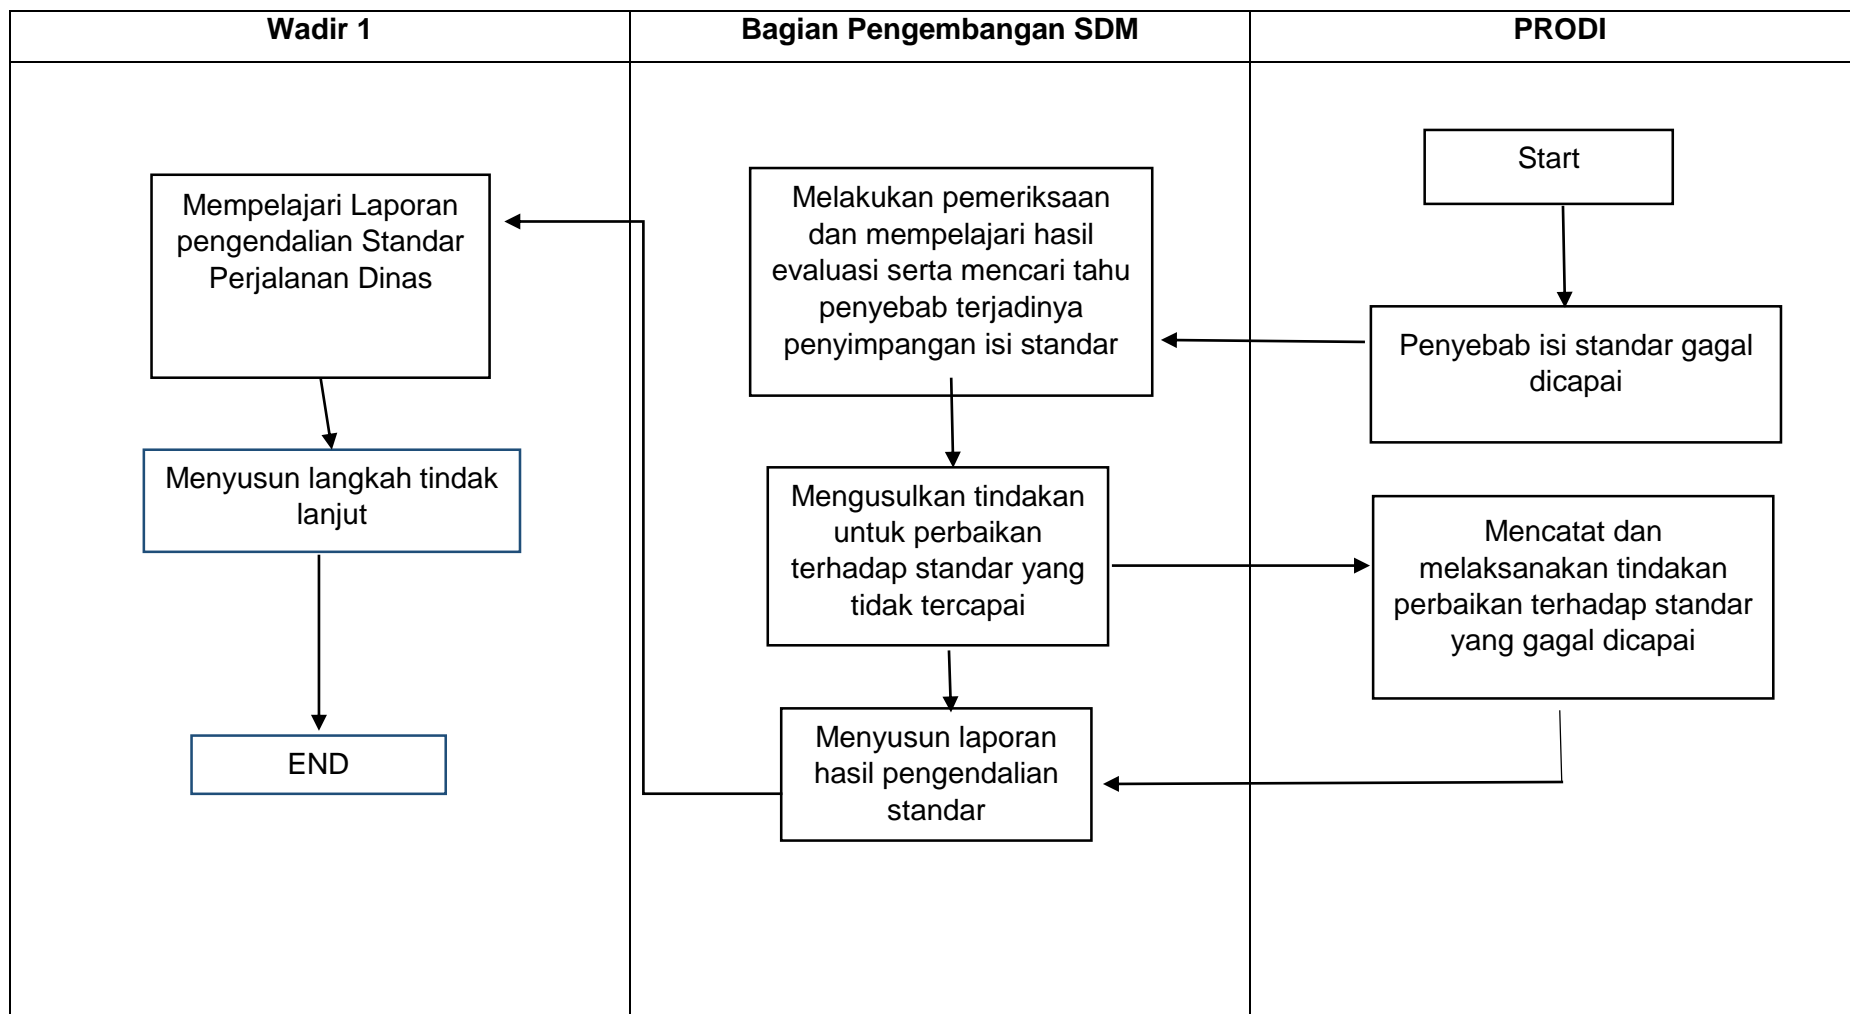 Wadir 1
Bagian Pengembangan SDM
PRODI
Mempelajari Laporan
pengendalian Standar
Perjalanan Dinas
Menyusun langkah tindak
lanjut
END
Melakukan pemeriksaan
dan mempelajari hasil
evaluasi serta mencari tahu
penyebab terjadinya
penyimpangan isi standar
Mengusulkan tindakan
untuk perbaikan
terhadap standar yang
tidak tercapai
Menyusun laporan
hasil pengendalian
standar
Start
Penyebab isi standar gagal
dicapai
Mencatat dan
melaksanakan tindakan
perbaikan terhadap standar
yang gagal dicapai